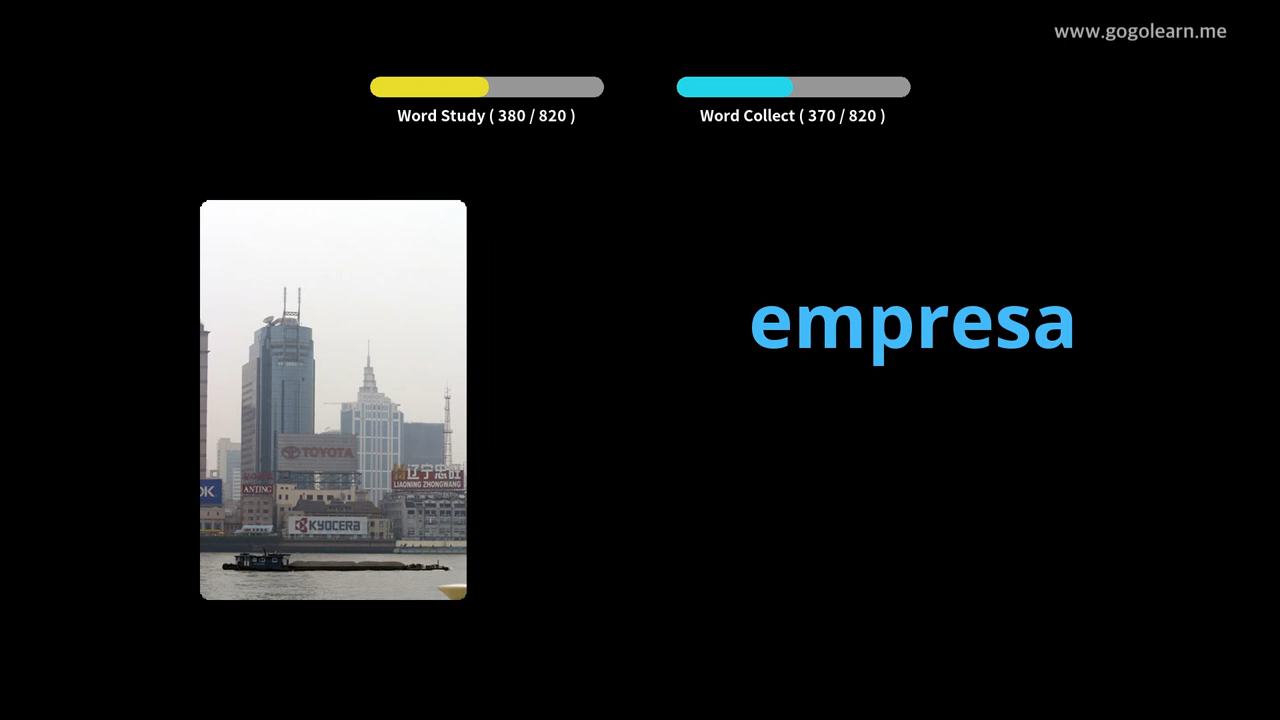 www.gogolearn.me
Word Study ( 380 / 820 )
Word Collect ( 370 / 820 )
empresa
TOYOTA
辽宁忠旺
LIAONING ZHONGWANG
ANTING
OK
KYOCERA